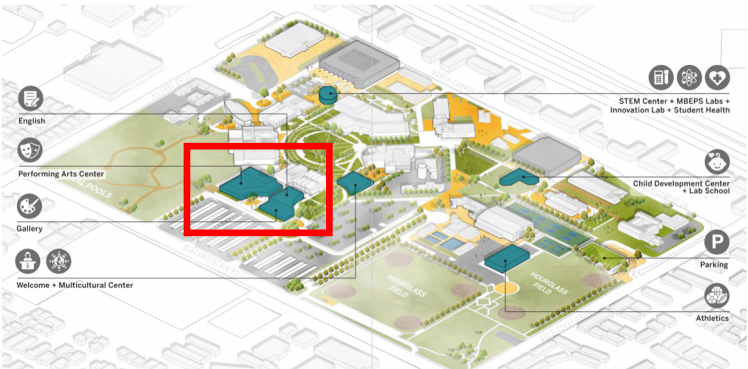 English
Performing Arts Center
POOLS
Gallery
Welcome + Multicultural Center
STEM Center + MBEPS Labs +
Innovation Lab + Student Health
Child Development Center
+ Lab School
P
Parking
Athletics
HOURGLASS
FIELD
HOURGLASS
FIELD